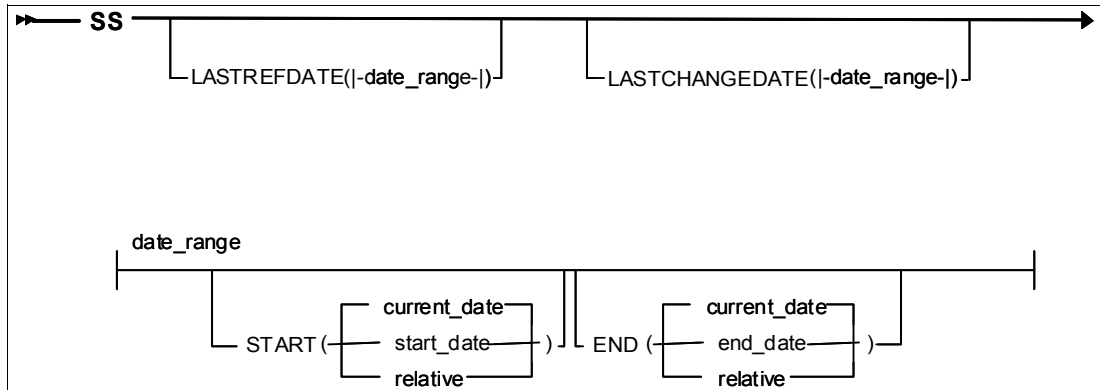 SS
LASTREFDATE(|-date_range-|)
LASTCHANGEDATE(|-date_range-|)
date_range
current_date
START( start_date )
relative
current_date
END ( end_date )
relative